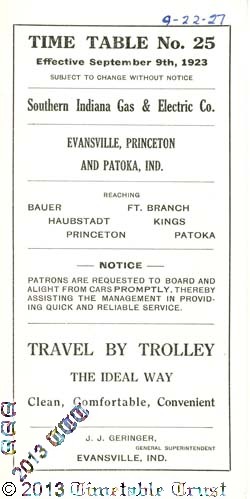 9-22-27
TIME TABLE No. 25
Effective September 9th, 1923
SUBJECT TO CHANGE WITHOUT NOTICE
Southern Indiana Gas & Electric Co.
EVANSVILLE, PRINCETON
AND PATOKA, IND.
REACHING
BAUER FT. BRANCH
HAUBSTADT KINGS
PRINCETON PATOKA
— NOTICE —
PATRONS ARE REQUESTED TO BOARD AND
ALIGHT FROM CARS PROMPTLY, THEREBY
ASSISTING THE MANAGEMENT IN PROVID-
ING QUICK AND RELIABLE SERVICE.
TRAVEL BY TROLLEY
THE IDEAL WAY
Clean, Comfortable, Convenient
J. J. GERINGER,
GENERAL SUPERINTENDENT
EVANSVILLE, IND.
© 2013
© 2013 Timetable Trust